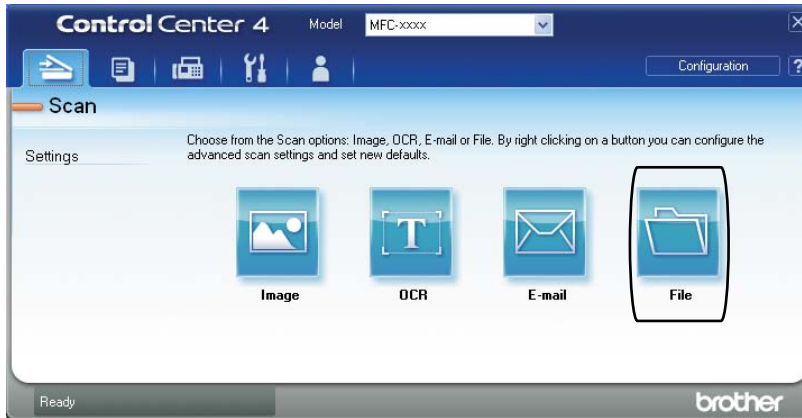 Control Center 4 Model MFC-xxxx
Configuration ?
Scan
Choose from the Scan options: Image, OCR, E-mail or File. By right clicking on a button you can configure the
advanced scan settings and set new defaults.
Settings
T
Image OCR E-mail File
Ready
brother